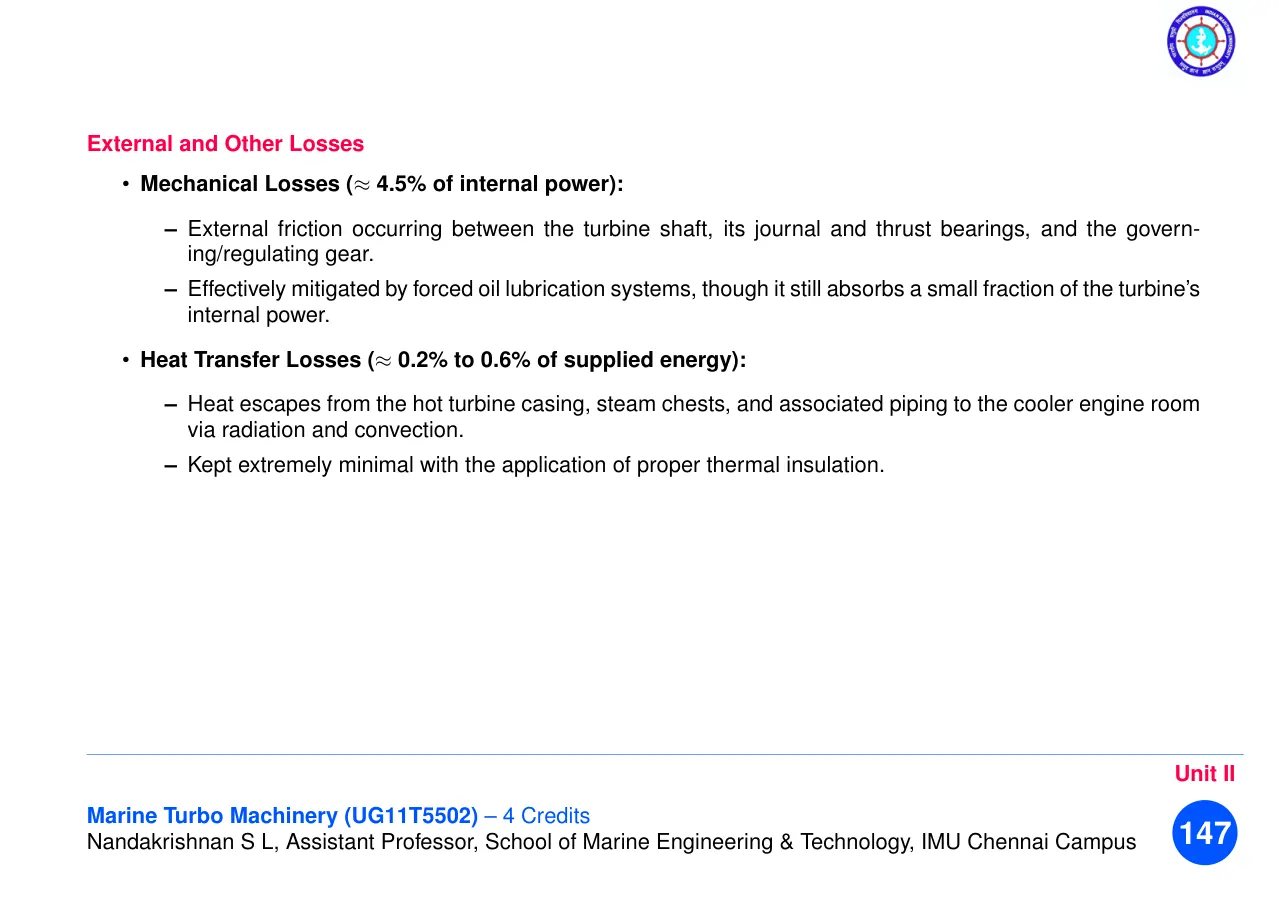 External and Other Losses
• Mechanical Losses (≈ 4.5% of internal power):
– External friction occurring between the turbine shaft, its journal and thrust bearings, and the govern-
ing/regulating gear.
– Effectively mitigated by forced oil lubrication systems, though it still absorbs a small fraction of the turbine’s
internal power.
• Heat Transfer Losses (≈ 0.2% to 0.6% of supplied energy):
– Heat escapes from the hot turbine casing, steam chests, and associated piping to the cooler engine room
via radiation and convection.
– Kept extremely minimal with the application of proper thermal insulation.
Unit II
Marine Turbo Machinery (UG11T5502) – 4 Credits
Nandakrishnan S L, Assistant Professor, School of Marine Engineering & Technology, IMU Chennai Campus
147